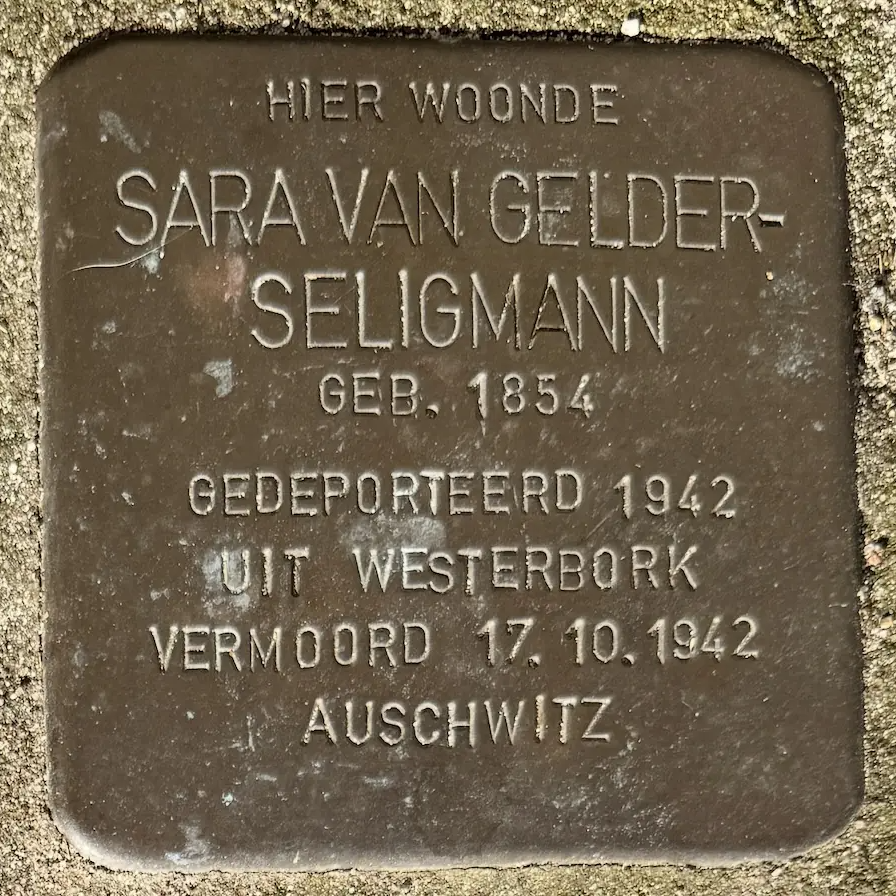 HIER WOONDE
SARA VAN GELDER-
SELIGMANN
GEB. 1854
GEDEPORTEERD 1942
UIT WESTERBORK
VERMOORD 17.10.1942
AUSCHWITZ